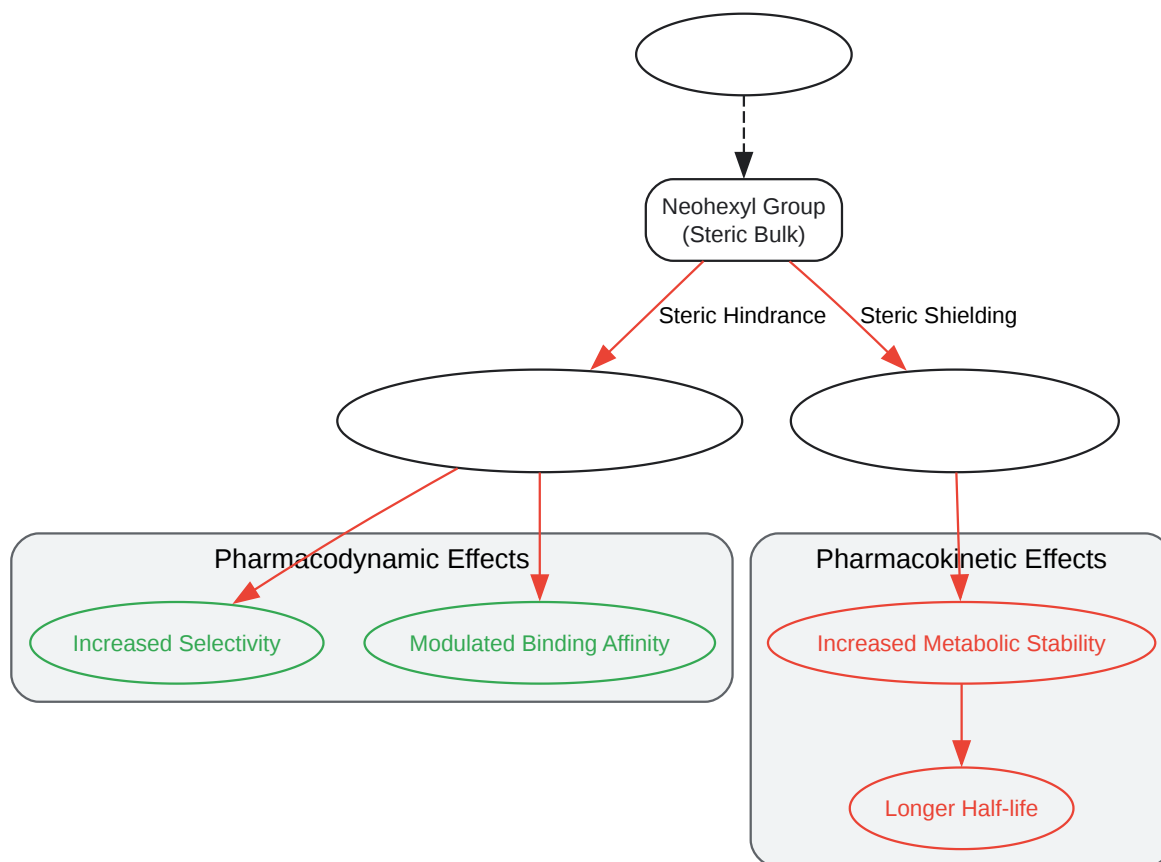 Neohexyl Group
(Steric Bulk)
Steric Hindrance
Steric Shielding
Pharmacodynamic Effects
Pharmacokinetic Effects
Increased Selectivity
Modulated Binding Affinity
Increased Metabolic Stability
Longer Half-life